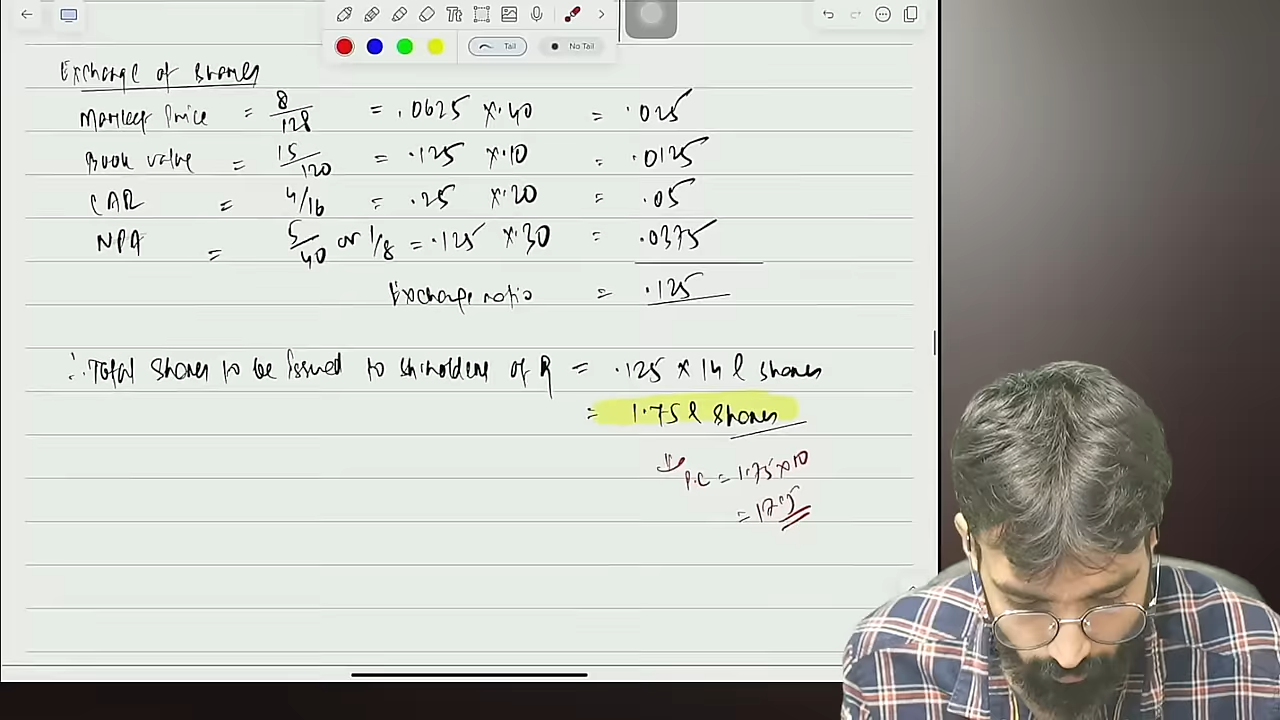 Tt
Tail
No Tail
Exchange of shares
Market Price = 8/128 = .0625 x .40 = .025
Book value = 15/120 = .125 x .10 = .0125
CAR = 4/16 = .25 x .20 = .05
NPA = 5/40 or 1/8 = .125 x .30 = .0375
Exchange ratio = .125
∴ Total shares to be issued to shholders of R = .125 x 14 l shares
= 1.75 l shares
P.C = 1.75 x 10
= 17.5